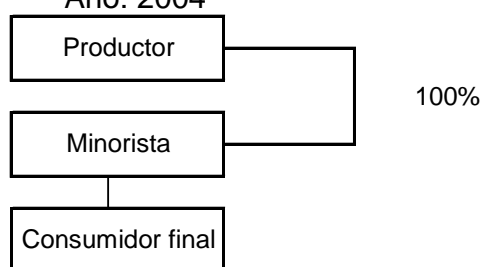 Año: 2004
Productor
100%
Minorista
Consumidor final